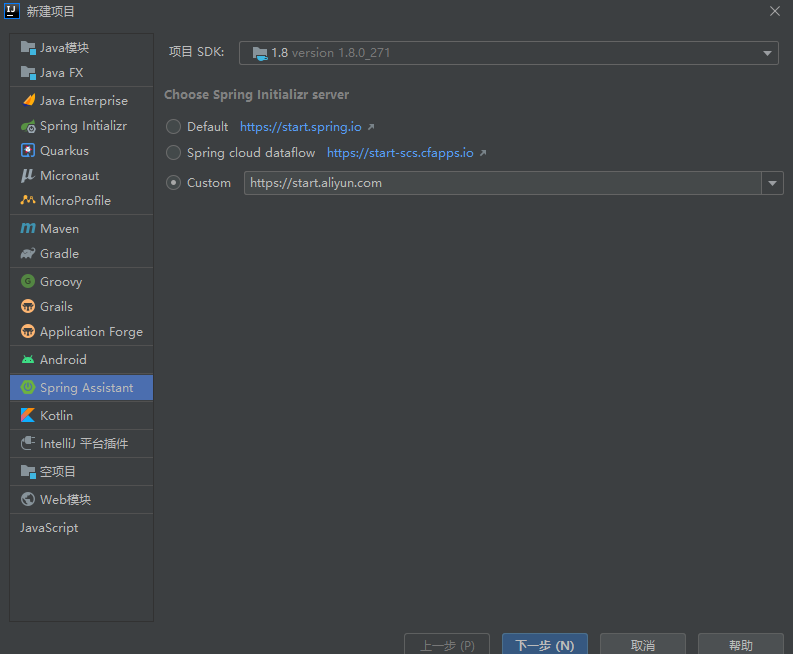 IJ 新建项目
Java模块
Java FX
Java Enterprise
Spring Initializr
Quarkus
Micronaut
MicroProfile
Maven
Gradle
Groovy
Grails
Application Forge
Android
Spring Assistant
Kotlin
IntelliJ 平台插件
空项目
Web模块
JavaScript
项目 SDK: 1.8 version 1.8.0_271
Choose Spring Initializr server
Default https://start.spring.io
Spring cloud dataflow https://start-scs.cfapps.io
Custom https://start.aliyun.com
上一步 (P) 下一步 (N) 取消 帮助